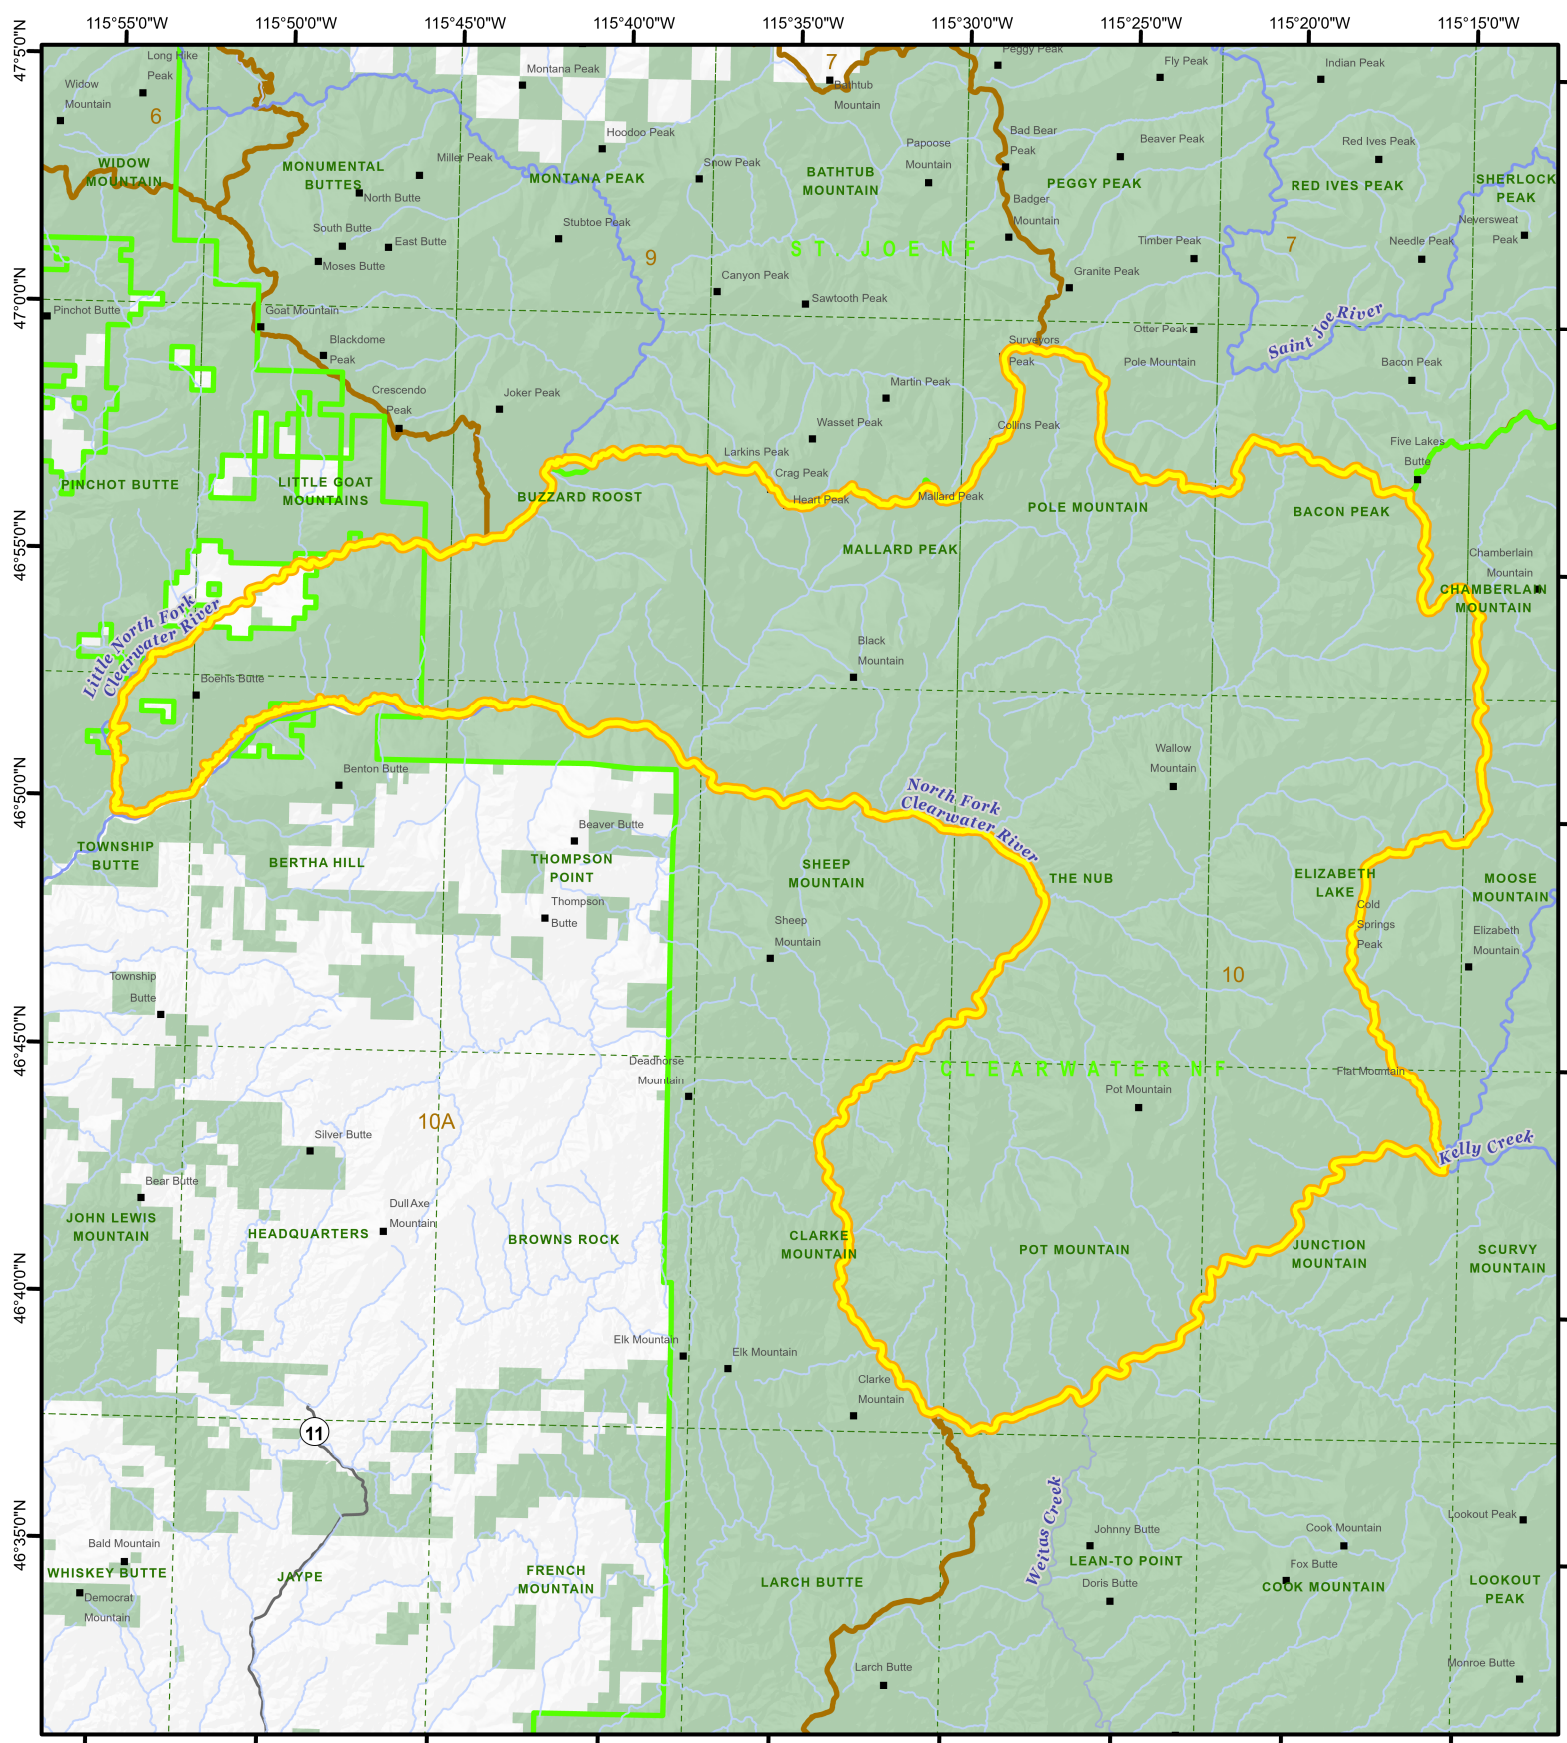 115°55'0"W 115°50'0"W 115°45'0"W 115°40'0"W 115°35'0"W 115°30'0"W 115°25'0"W 115°20'0"W 115°15'0"W
47°5'0"N
47°0'0"N
46°55'0"N
46°50'0"N
46°45'0"N
46°40'0"N
46°35'0"N
Long Hike
Peak
Widow
Mountain
6
WIDOW
MOUNTAIN
MONUMENTAL
BUTTES
North Butte
Miller Peak
South Butte
East Butte
Moses Butte
Montana Peak
Hoodoo Peak
MONTANA PEAK
Stubtoe Peak
9
7
Bathtub
Mountain
Snow Peak
BATHTUB
MOUNTAIN
Papoose
Mountain
ST. JOE NF
Canyon Peak
Sawtooth Peak
Peggy Peak
Bad Bear
Peak
Badger
Mountain
PEGGY PEAK
Fly Peak
Beaver Peak
Timber Peak
Granite Peak
Indian Peak
Red Ives Peak
RED IVES PEAK
7
Needle Peak
SHERLOCK
PEAK
Neversweat
Peak
Saint Joe River
Otter Peak
Pole Mountain
Bacon Peak
Surveyors
Peak
Pinchot Butte
Goat Mountain
Blackdome
Peak
Crescendo
Peak
Joker Peak
Martin Peak
Wasset Peak
Collins Peak
Larkins Peak
Crag Peak
Heart Peak
Mallard Peak
Five Lakes
Butte
PINCHOT BUTTE
LITTLE GOAT
MOUNTAINS
BUZZARD ROOST
POLE MOUNTAIN
BACON PEAK
MALLARD PEAK
Chamberlain
Mountain
CHAMBERLAIN
MOUNTAIN
Little North Fork
Clearwater River
Boehls Butte
Black
Mountain
Wallow
Mountain
Benton Butte
North Fork
Clearwater River
Beaver Butte
TOWNSHIP
BUTTE
BERTHA HILL
THOMPSON
POINT
Thompson
Butte
SHEEP
MOUNTAIN
Sheep
Mountain
THE NUB
ELIZABETH
LAKE
Cold
Springs
Peak
MOOSE
MOUNTAIN
Elizabeth
Mountain
Township
Butte
10
Deadhorse
Mountain
CLEARWATER NF
Pot Mountain
Flat Mountain
10A
Silver Butte
Bear Butte
Dull Axe
Mountain
Kelly Creek
JOHN LEWIS
MOUNTAIN
HEADQUARTERS
BROWNS ROCK
CLARKE
MOUNTAIN
POT MOUNTAIN
JUNCTION
MOUNTAIN
SCURVY
MOUNTAIN
Elk Mountain
Elk Mountain
Clarke
Mountain
11
Weitas Creek
Bald Mountain
WHISKEY BUTTE
Democrat
Mountain
JAYPE
FRENCH
MOUNTAIN
LARCH BUTTE
Larch Butte
Johnny Butte
LEAN-TO POINT
Doris Butte
Cook Mountain
Fox Butte
COOK MOUNTAIN
Lookout Peak
LOOKOUT
PEAK
Monroe Butte